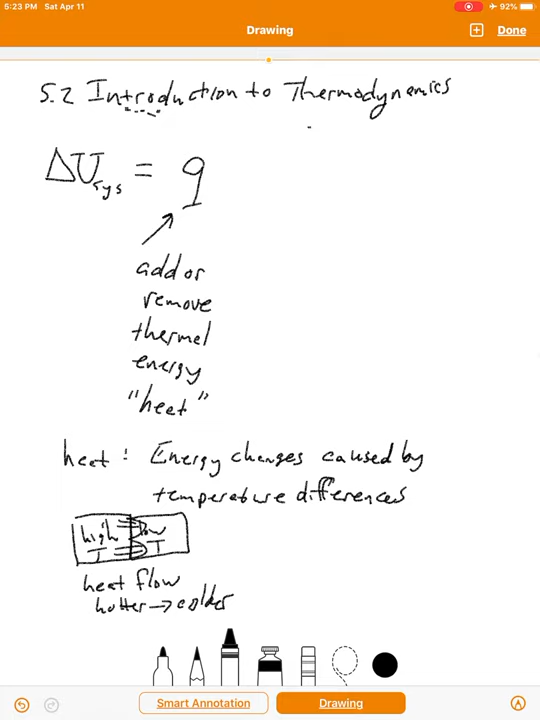 5:23 PM Sat Apr 11
92%
Drawing
Done
5.2 Introduction to Thermodynamics
ΔUsys = q
add or
remove
thermal
energy
"heat"
heat : Energy changes caused by
temperature differences
high low
T T
heat flow
hotter → colder
Smart Annotation
Drawing